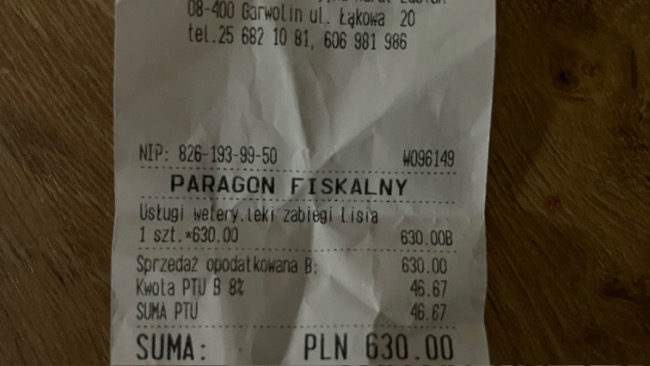 08-400 Garwolin ul. Łąkowa 20
tel.25 682 10 81, 606 981 986
NIP: 826-193-99-50 W096149
PARAGON FISKALNY
Usługi wetery.leki zabiegi Lisia
1 szt.*630.00 630.00B
Sprzedaż opodatkowana B: 630.00
Kwota PTU B 8% 46.67
SUMA PTU 46.67
SUMA: PLN 630.00